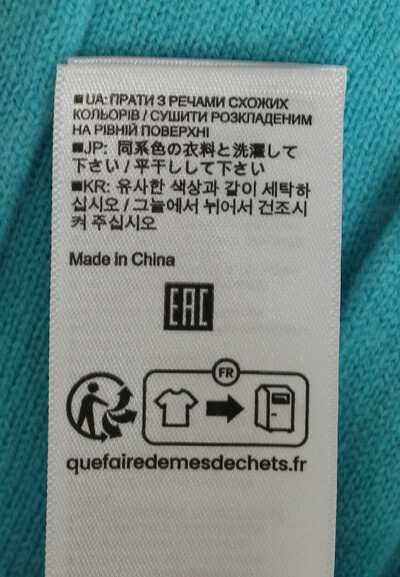 ■UA: ПРАТИ З РЕЧАМИ СХОЖИХ
КОЛЬОРІВ / СУШИТИ РОЗКЛАДЕНИМ
НА РІВНІЙ ПОВЕРХНІ
■JP: 同系色の衣料と洗濯して
下さい / 平干しして下さい
■KR: 유사한 색상과 같이 세탁하
십시오 / 그늘에서 뉘어서 건조시
켜 주십시오
Made in China
EAC
FR
quefairedemesdechets.fr